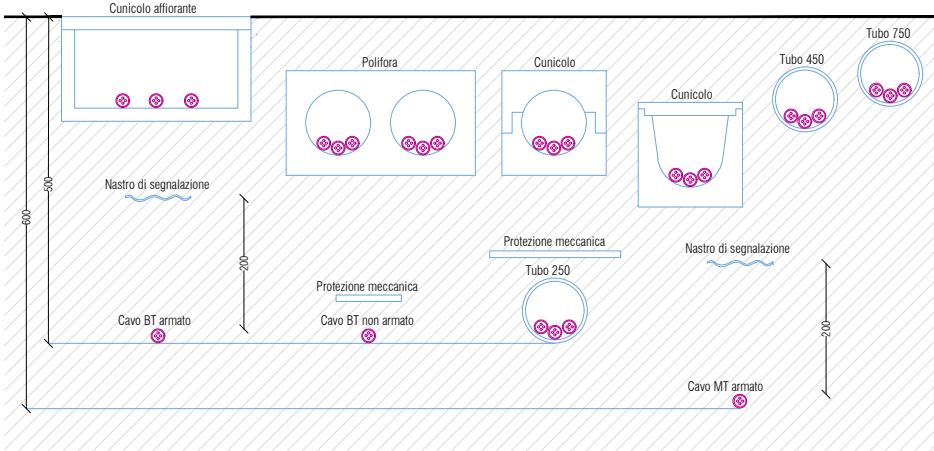 Cunicolo affiorante
Tubo 750
Tubo 450
Polifora
Cunicolo
Cunicolo
Nastro di segnalazione
500
600
200
Protezione meccanica
Nastro di segnalazione
Tubo 250
Protezione meccanica
Cavo BT armato
Cavo BT non armato
200
Cavo MT armato